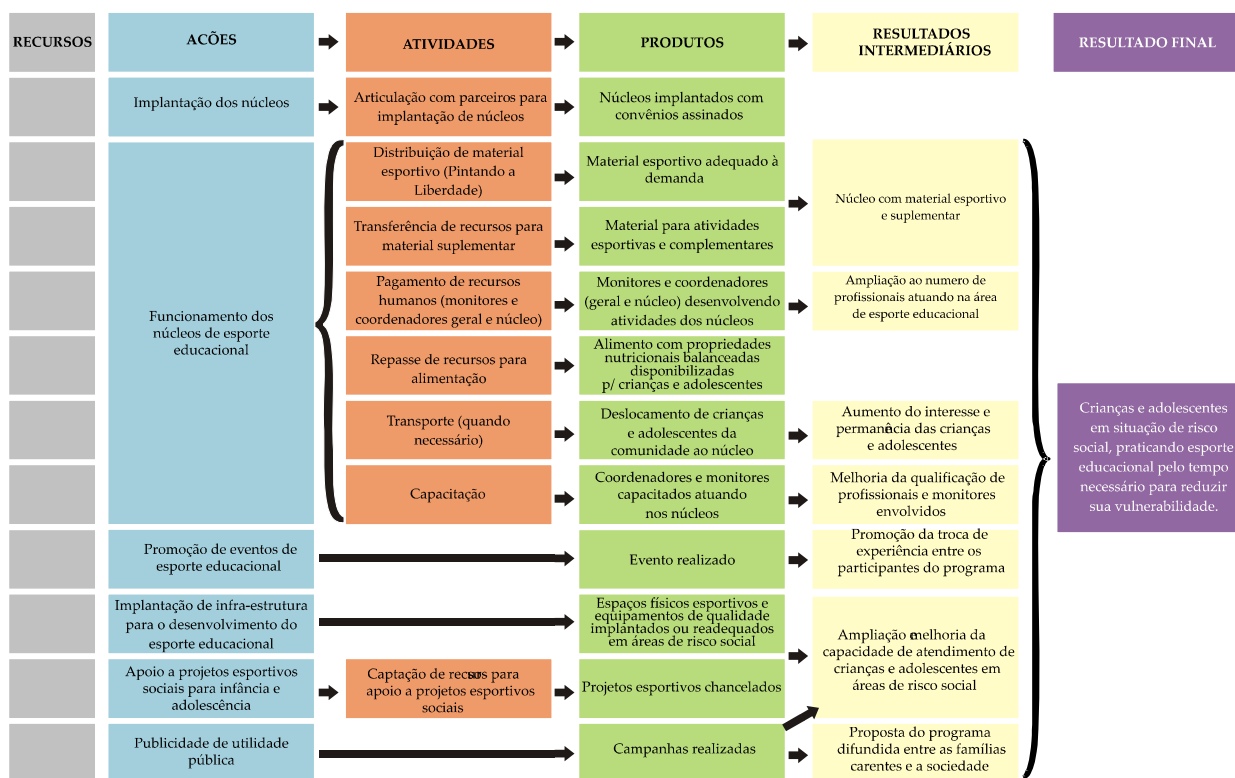 RECURSOS
ACÕES
ATIVIDADES
PRODUTOS
RESULTADOS
INTERMEDIÁRIOS
RESULTADO FINAL
Implantação dos núcleos
Articulação com parceiros para
implantação de núcleos
Núcleos implantados com
convênios assinados
Funcionamento dos
núcleos de esporte
educacional
Distribuição de material
esportivo (Pintando a
Liberdade)
Material esportivo adequado à
demanda
Núcleo com material esportivo
e suplementar
Transferência de recursos para
material suplementar
Material para atividades
esportivas e complementares
Pagamento de recursos
humanos (monitores e
coordenadores geral e núcleo)
Monitores e coordenadores
(geral e núcleo) desenvolvendo
atividades dos núcleos
Ampliação ao numero de
profissionais atuando na área
de esporte educacional
Repasse de recursos para
alimentação
Alimento com propriedades
nutricionais balanceadas
disponibilizadas
p/ crianças e adolescentes
Transporte (quando
necessário)
Deslocamento de crianças
e adolescentes da
comunidade ao núcleo
Aumento do interesse e
permanência das crianças
e adolescentes
Capacitação
Coordenadores e monitores
capacitados atuando
nos núcleos
Melhoria da qualificação de
profissionais e monitores
envolvidos
Crianças e adolescentes
em situação de risco
social, praticando esporte
educacional pelo tempo
necessário para reduzir
sua vulnerabilidade.
Promoção de eventos de
esporte educacional
Evento realizado
Promoção da troca de
experiência entre os
participantes do programa
Implantação de infra-estrutura
para o desenvolvimento do
esporte educacional
Espaços físicos esportivos e
equipamentos de qualidade
implantados ou readequados
em áreas de risco social
Ampliação e melhoria da
capacidade de atendimento de
crianças e adolescentes em
áreas de risco social
Apoio a projetos esportivos
sociais para infância e
adolescência
Captação de recursos para
apoio a projetos esportivos
sociais
Projetos esportivos chancelados
Publicidade de utilidade
pública
Campanhas realizadas
Proposta do programa
difundida entre as famílias
carentes e a sociedade